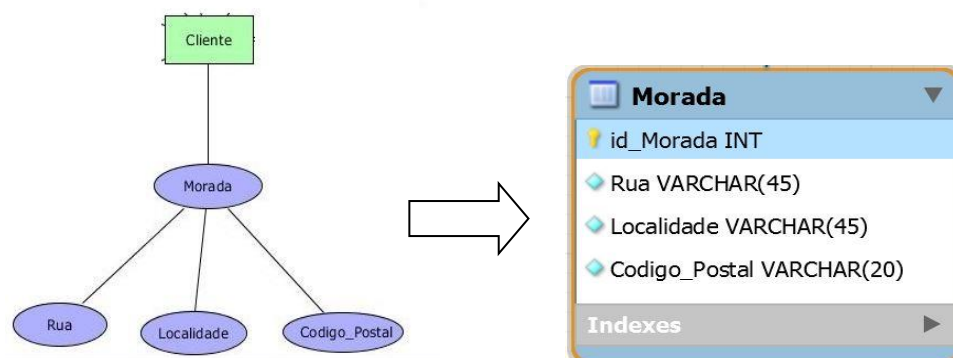 Cliente
Morada
Rua
Localidade
Codigo_Postal
Morada
id_Morada INT
Rua VARCHAR(45)
Localidade VARCHAR(45)
Codigo_Postal VARCHAR(20)
Indexes